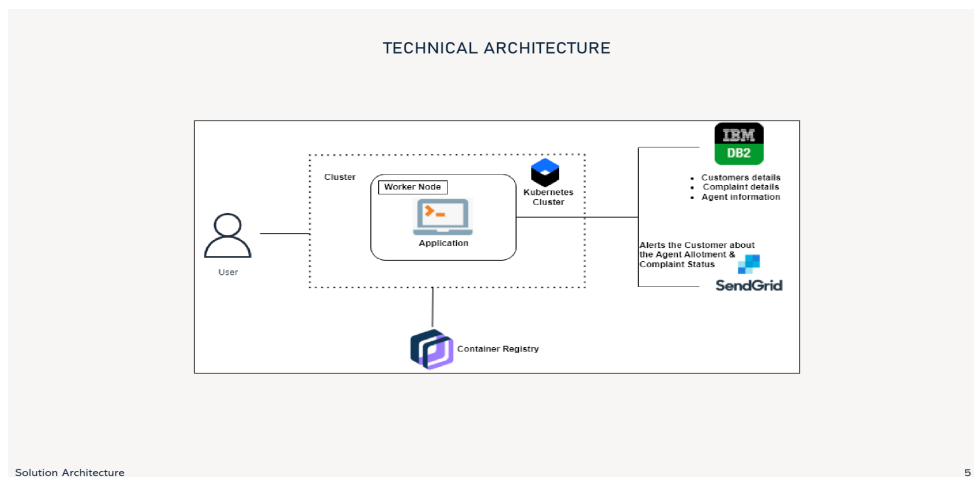 TECHNICAL ARCHITECTURE
IBM
DB2
Cluster
Worker Node
Kubernetes
Cluster
• Customers details
• Complaint details
• Agent information
Application
User
Alerts the Customer about
the Agent Allotment &
Complaint Status
SendGrid
Container Registry
Solution Architecture
5